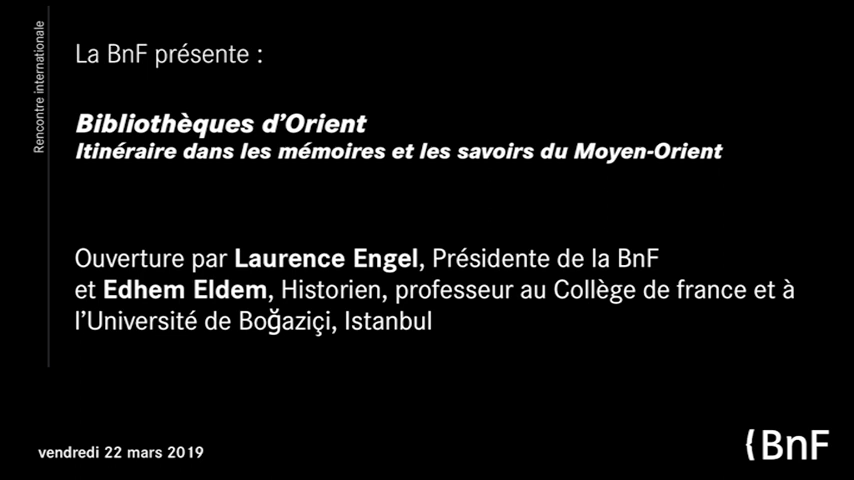 Rencontre internationale
La BnF présente :
Bibliothèques d'Orient
Itinéraire dans les mémoires et les savoirs du Moyen-Orient
Ouverture par Laurence Engel, Présidente de la BnF
et Edhem Eldem, Historien, professeur au Collège de france et à
l'Université de Boğaziçi, Istanbul
vendredi 22 mars 2019
{BnF